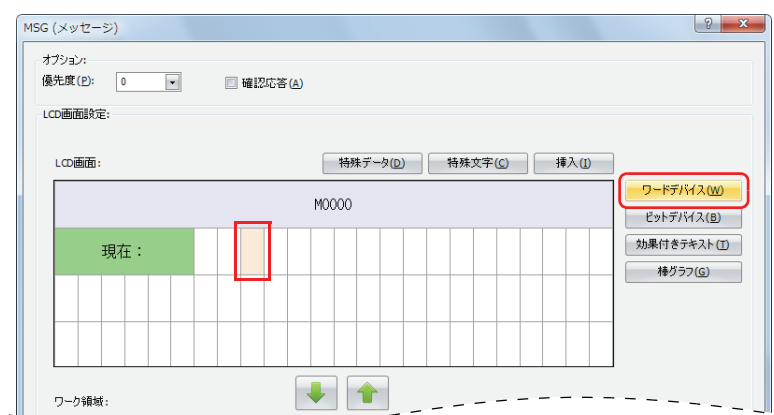 MSG (メッセージ)
オプション:
優先度(P): 0 確認応答(A)
LCD画面設定:
LCD画面: 特殊データ(D) 特殊文字(C) 挿入(I)
M0000
ワードデバイス(W)
ビットデバイス(B)
現在：
効果付きテキスト(T)
棒グラフ(G)
ワーク領域: